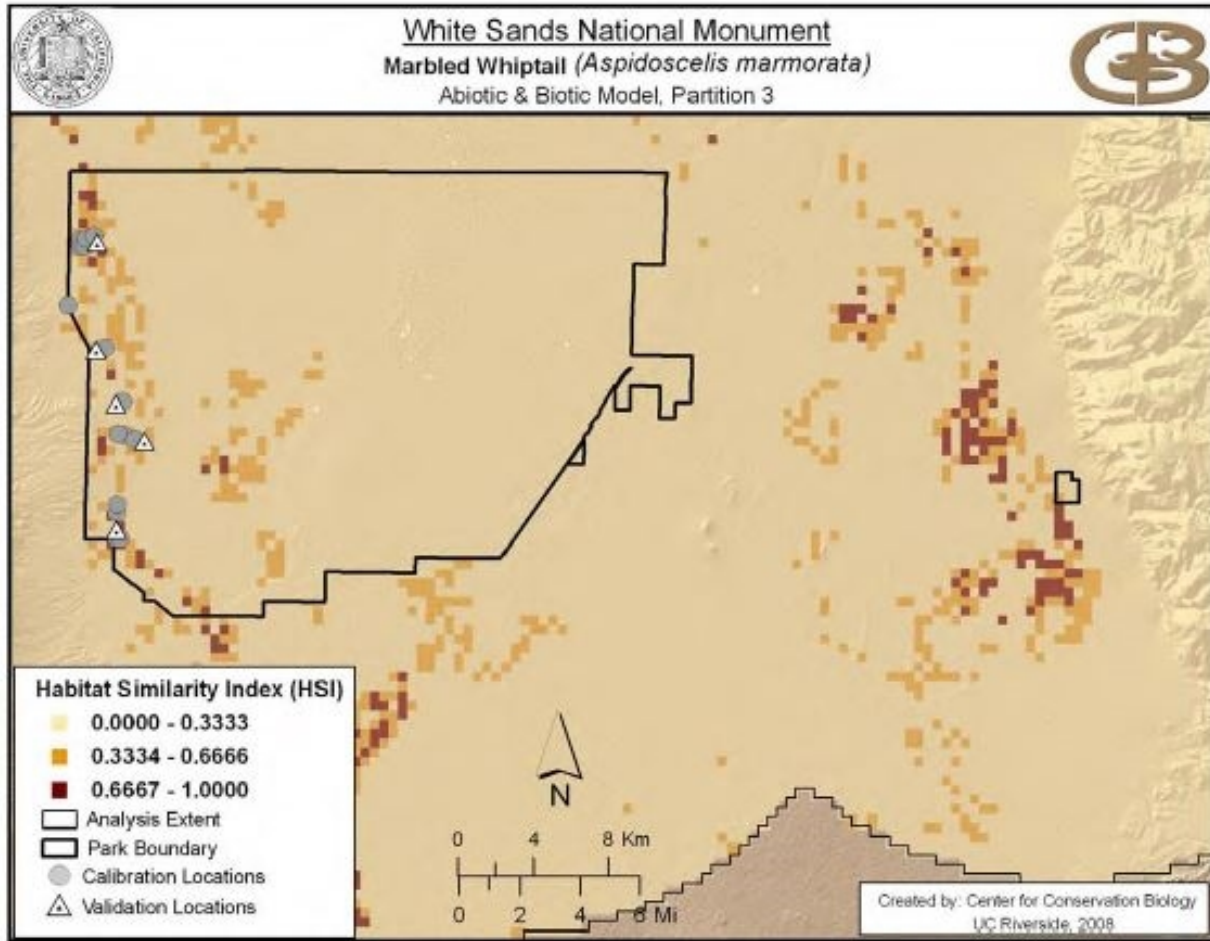 White Sands National Monument
Marbled Whiptail (Aspidoscelis marmorata)
Abiotic & Biotic Model, Partition 3
Habitat Similarity Index (HSI)
0.0000 - 0.3333
0.3334 - 0.6666
0.6667 - 1.0000
Analysis Extent
Park Boundary
Calibration Locations
Validation Locations
N
0 4 8 Km
0 2 4 6 Mi
Created by: Center for Conservation Biology
UC Riverside, 2008